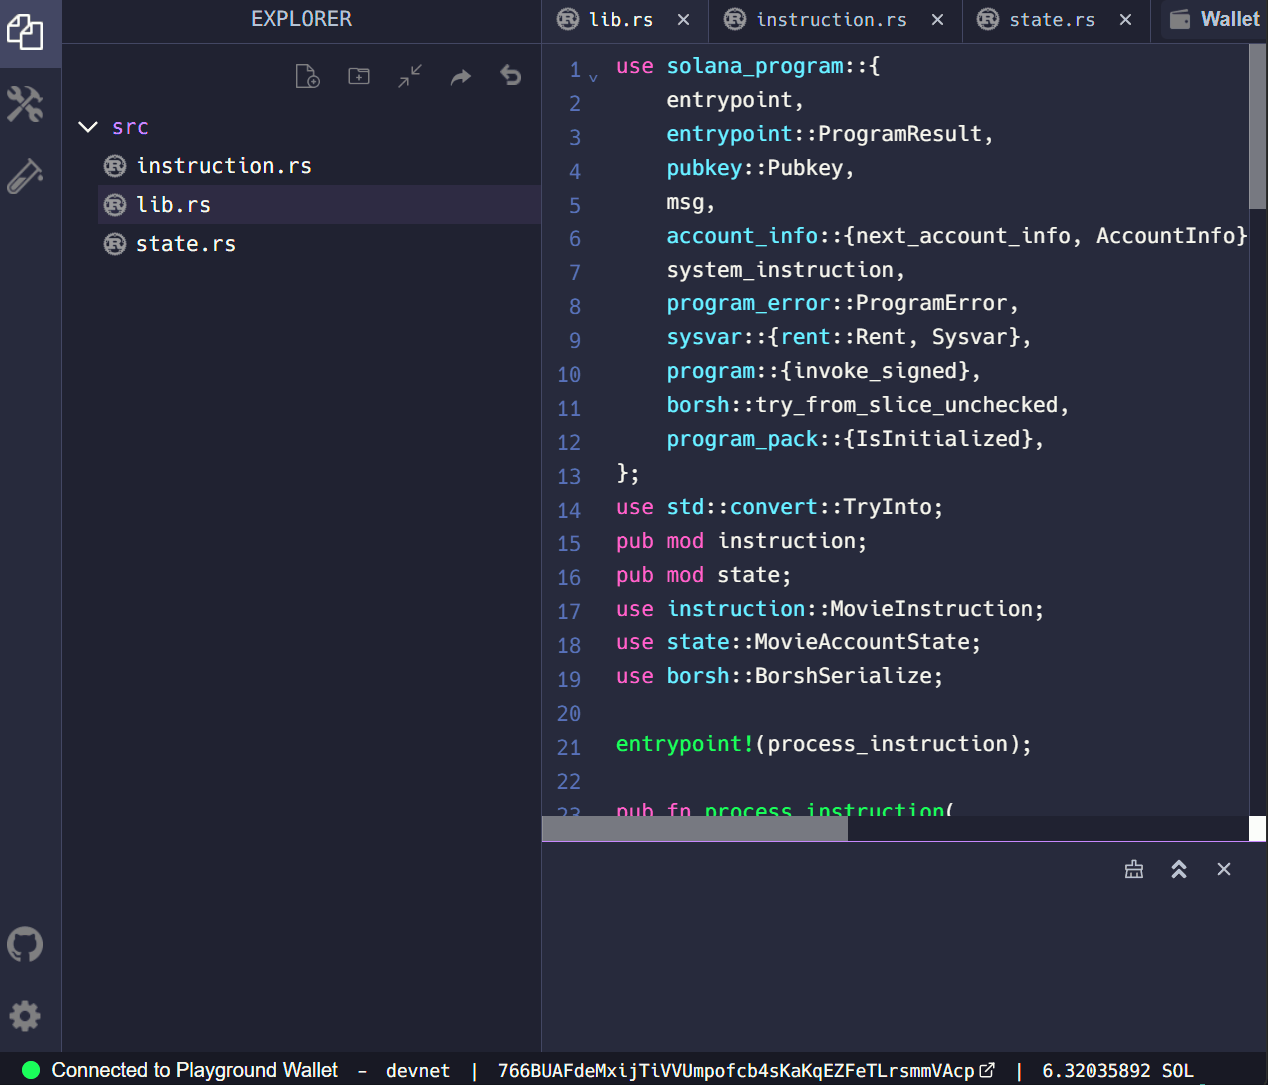 EXPLORER
src
instruction.rs
lib.rs
state.rs
lib.rs instruction.rs state.rs Wallet
1 use solana_program::{
2 entrypoint,
3 entrypoint::ProgramResult,
4 pubkey::Pubkey,
5 msg,
6 account_info::{next_account_info, AccountInfo}
7 system_instruction,
8 program_error::ProgramError,
9 sysvar::{rent::Rent, Sysvar},
10 program::{invoke_signed},
11 borsh::try_from_slice_unchecked,
12 program_pack::{IsInitialized},
13 };
14 use std::convert::TryInto;
15 pub mod instruction;
16 pub mod state;
17 use instruction::MovieInstruction;
18 use state::MovieAccountState;
19 use borsh::BorshSerialize;
20
21 entrypoint!(process_instruction);
22
23 pub fn process_instruction(
Connected to Playground Wallet - devnet | 766BUAFdeMxijTiVVUmpofcb4sKaKqEZFeTLrsmmVAcp | 6.32035892 SOL